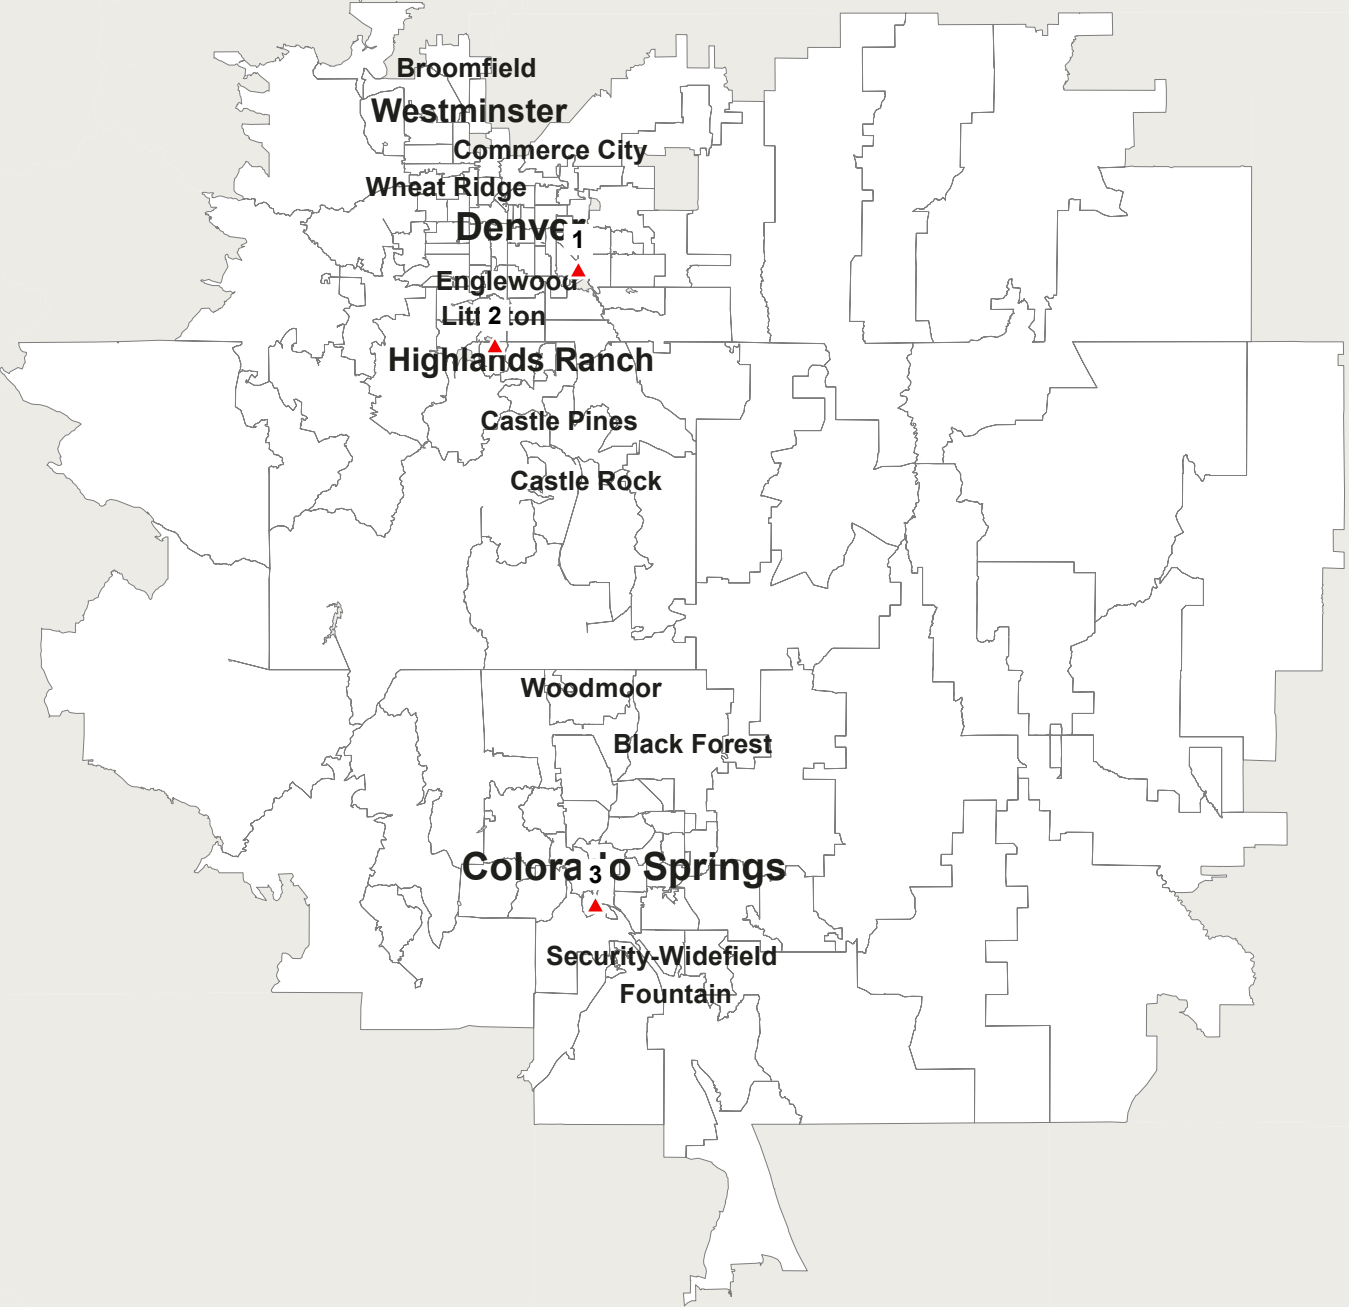 Broomfield
Westminster
Commerce City
Wheat Ridge
Denver
1
Englewood
2
Highlands Ranch
Castle Pines
Castle Rock
Woodmoor
Black Forest
Springs
3
Security-Widefield
Fountain